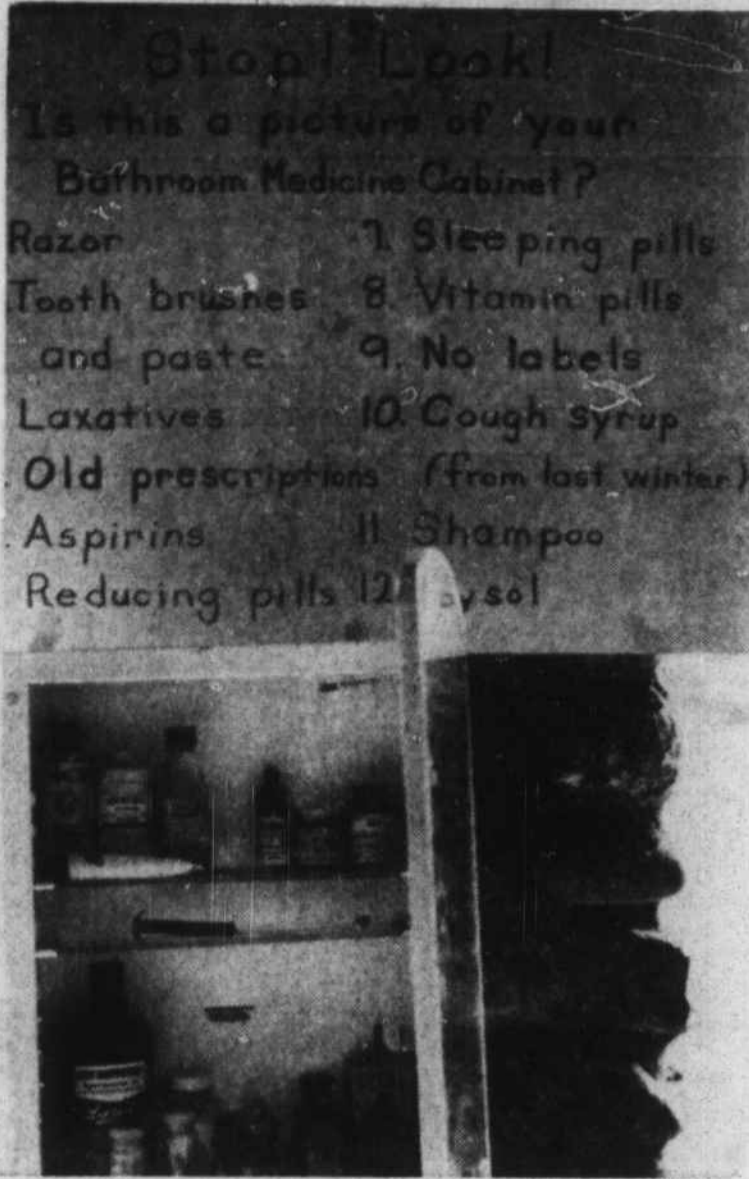 Stop! Look!
Is this a picture of your
Bathroom Medicine Cabinet?
Razor
Tooth brushes
and paste
Laxatives
Old prescriptions
Aspirins
Reducing pills
7. Sleeping pills
8. Vitamin pills
9. No labels
10. Cough syrup
(from last winter)
11. Shampoo
12. Lysol